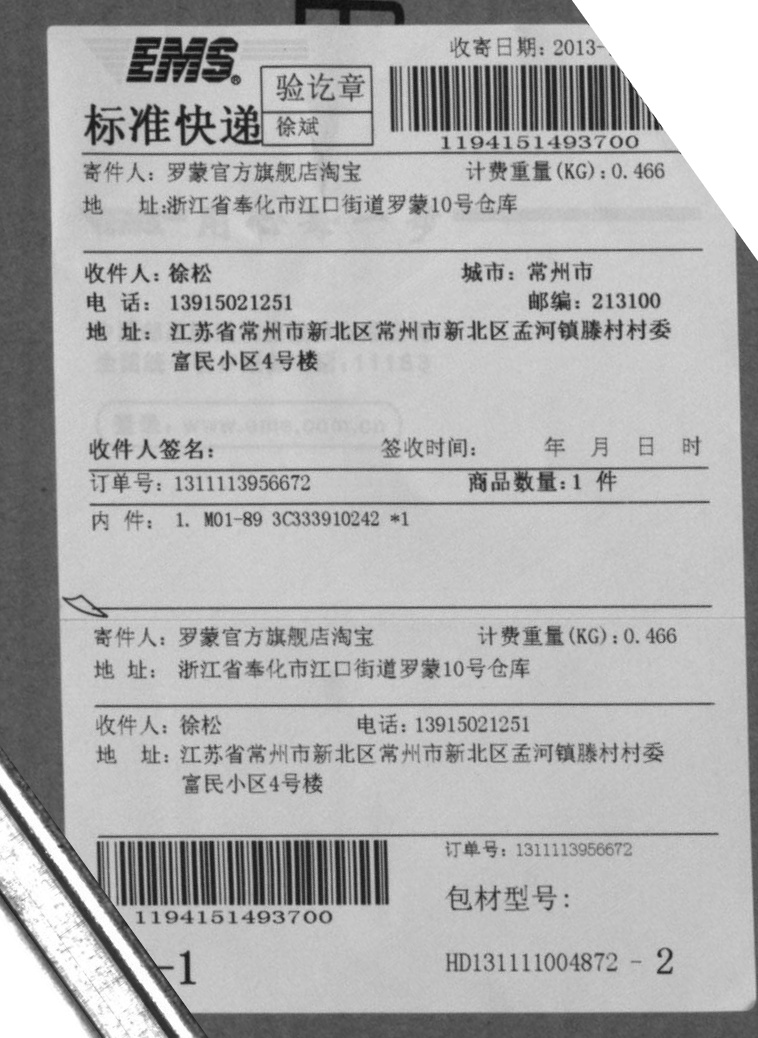 EMS
收寄日期：2013-
验讫章
标准快递
徐斌
1194151493700
寄件人：罗蒙官方旗舰店淘宝 计费重量(KG)：0.466
地 址：浙江省奉化市江口街道罗蒙10号仓库
收件人：徐松 城市：常州市
电 话： 13915021251 邮编：213100
地 址： 江苏省常州市新北区常州市新北区孟河镇滕村村委
富民小区4号楼
收件人签名： 签收时间： 年 月 日 时
订单号：1311113956672 商品数量：1 件
内 件： 1. M01-89 3C333910242 *1
寄件人：罗蒙官方旗舰店淘宝 计费重量(KG)：0.466
地 址： 浙江省奉化市江口街道罗蒙10号仓库
收件人：徐松 电话：13915021251
地 址：江苏省常州市新北区常州市新北区孟河镇滕村村委
富民小区4号楼
订单号：1311113956672
1194151493700
包材型号：
-1
HD131111004872 - 2